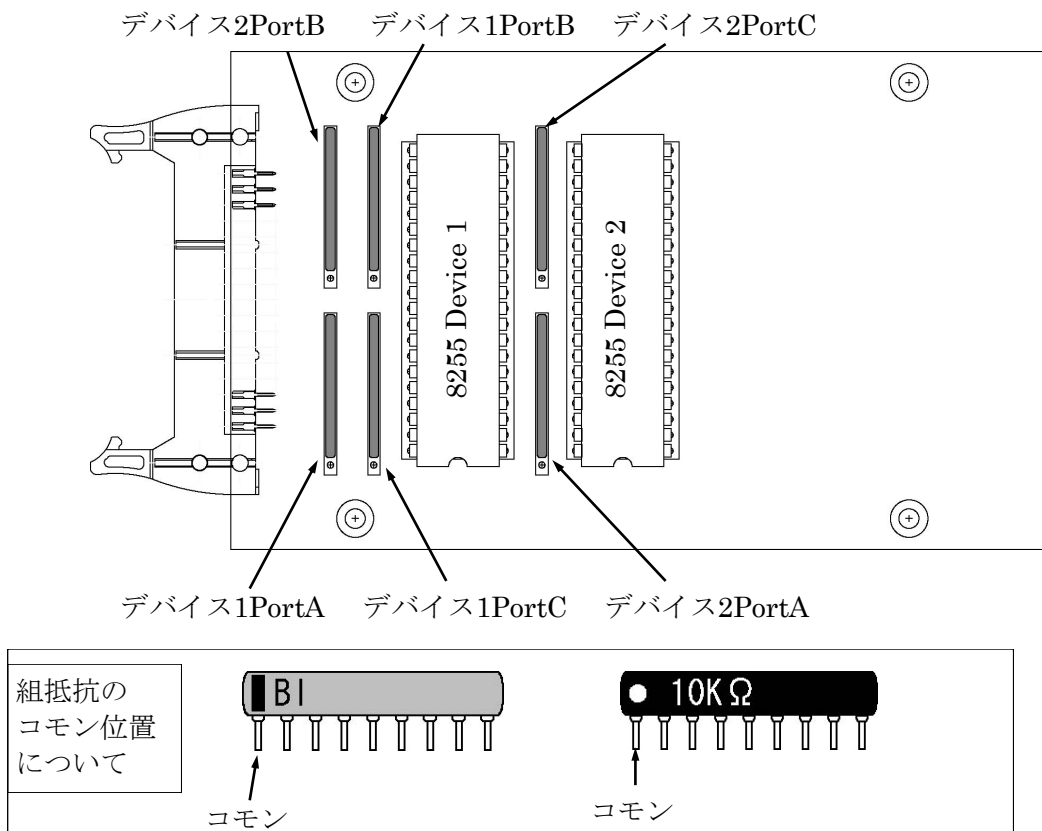 デバイス2PortB デバイス1PortB デバイス2PortC
8255 Device 1
8255 Device 2
デバイス1PortA デバイス1PortC デバイス2PortA
組抵抗の
コモン位置
について
BI
10KΩ
コモン
コモン